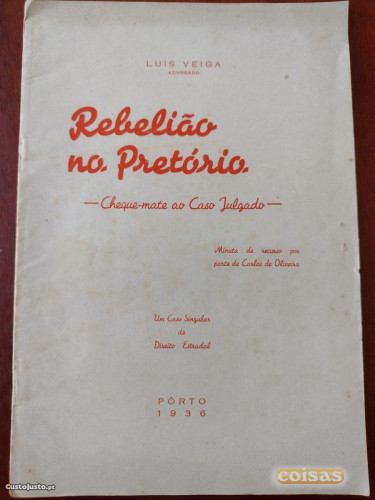 LUÍS VEIGA
ADVOGADO
Rebelião
no Pretório
— Cheque-mate ao Caso Julgado —
Minuta de recurso por
parte de Carlos de Oliveira
Um Caso Singular
de
Direito Estradal
PÔRTO
1936
CustoJusto.pt
coisas